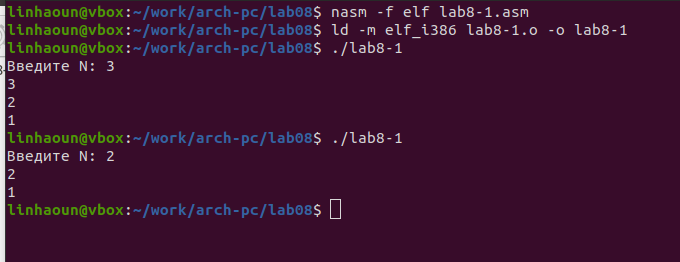 linhaoun@vbox:~/work/arch-pc/lab08$ nasm -f elf lab8-1.asm
linhaoun@vbox:~/work/arch-pc/lab08$ ld -m elf_i386 lab8-1.o -o lab8-1
linhaoun@vbox:~/work/arch-pc/lab08$ ./lab8-1
Введите N: 3
3
2
1
linhaoun@vbox:~/work/arch-pc/lab08$ ./lab8-1
Введите N: 2
2
1
linhaoun@vbox:~/work/arch-pc/lab08$